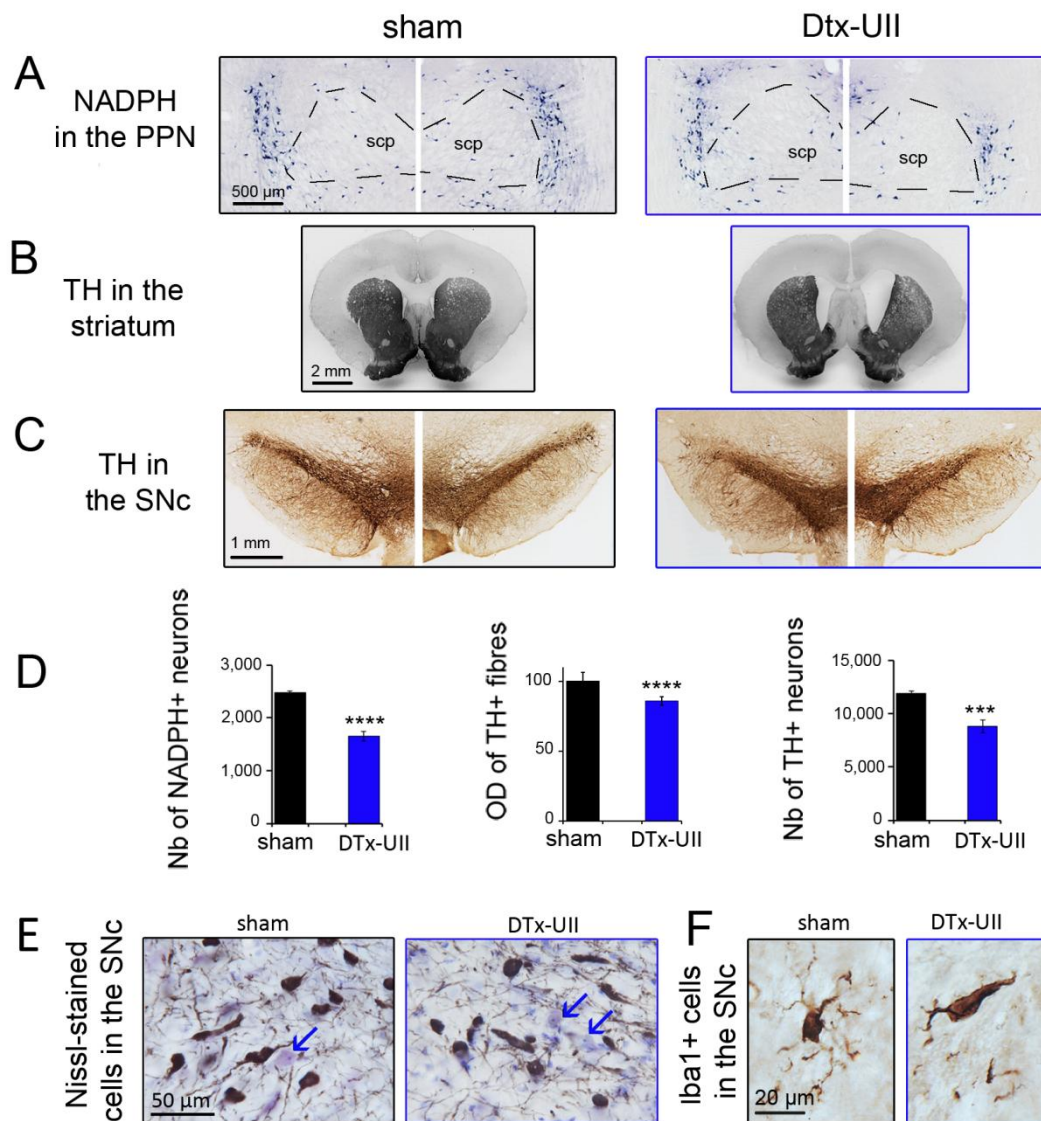 sham
Dtx-UII
A
NADPH
in the PPN
scp
scp
500 µm
scp
scp
B
TH in the
striatum
2 mm
C
TH in
the SNc
1 mm
D
Nb of NADPH+ neurons
3,000
2,000
1,000
0
****
sham
DTx-UII
OD of TH+ fibres
100
50
0
****
sham
DTx-UII
Nb of TH+ neurons
15,000
10,000
5,000
0
***
sham
DTx-UII
E
Nissl-stained
cells in the SNc
sham
50 µm
DTx-UII
F
Iba1+ cells
in the SNc
sham
20 µm
DTx-UII